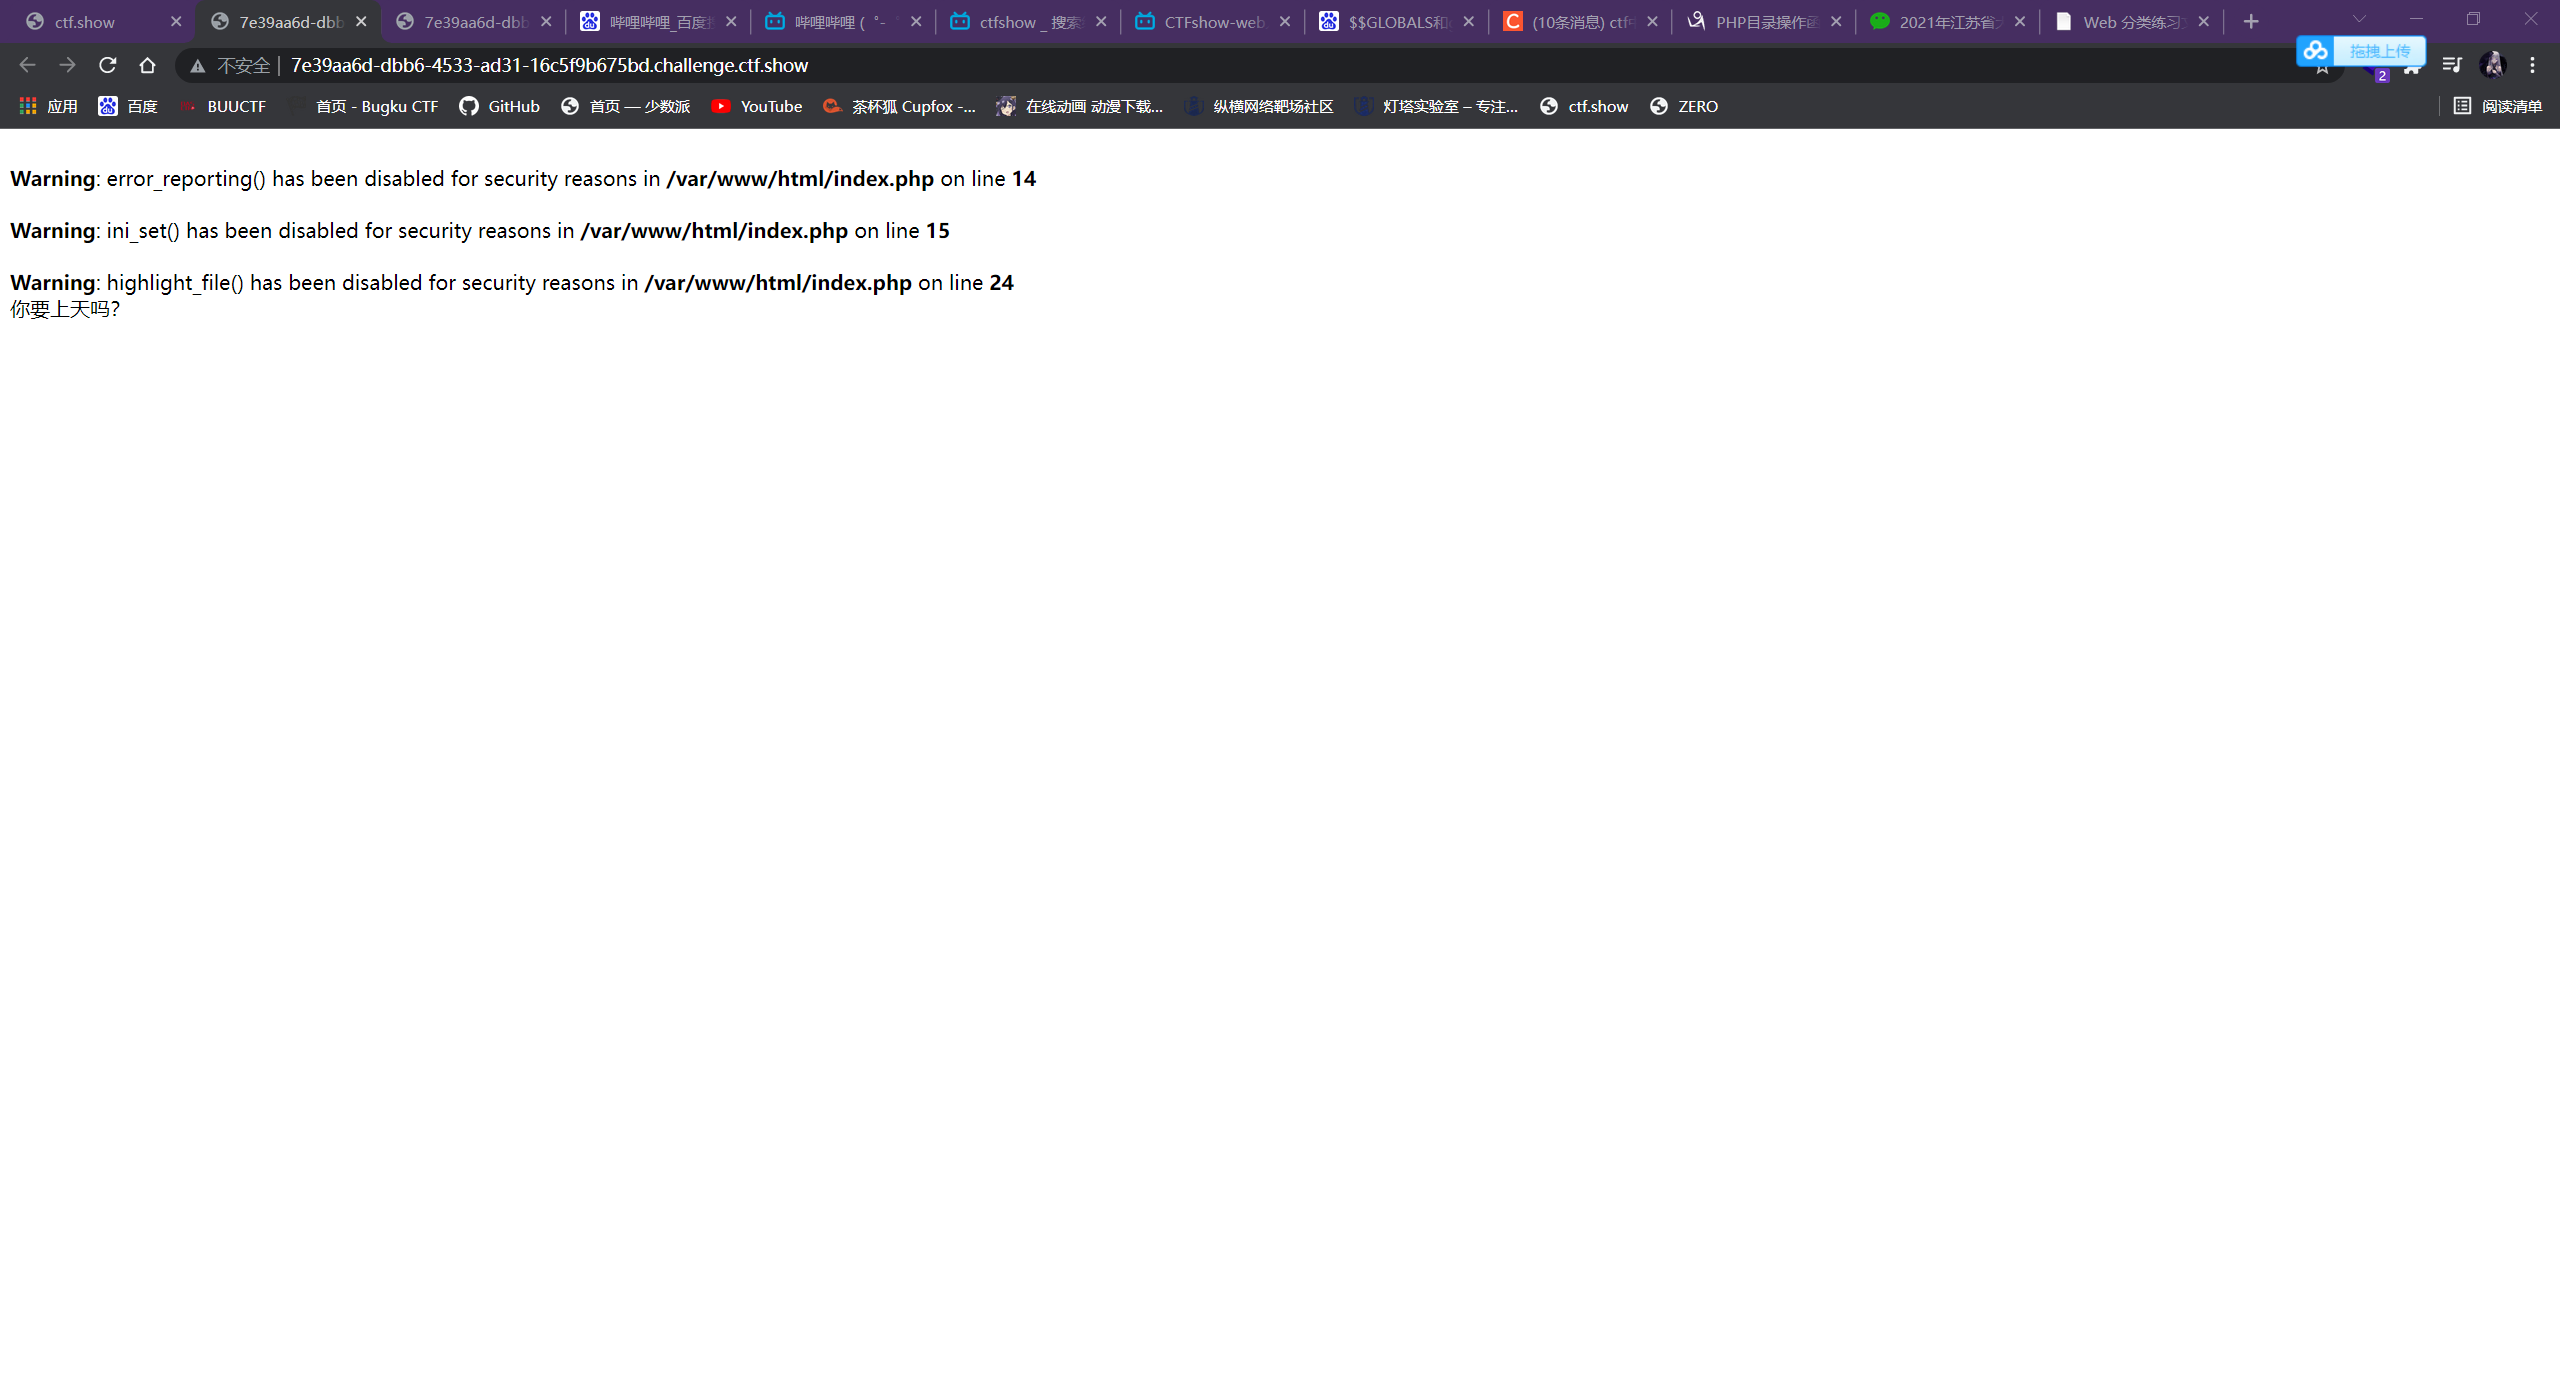 ctf.show 7e39aa6d-dbb 7e39aa6d-dbb 哔哩哔哩_百度 哔哩哔哩 ( ゜- ctfshow _ 搜索 CTFshow-web $$GLOBALS和 (10条消息) ctf PHP目录操作函 2021年江苏省 Web 分类练习
拖拽上传
不安全 | 7e39aa6d-dbb6-4533-ad31-16c5f9b675bd.challenge.ctf.show
2
应用 百度 BUUCTF 首页 - Bugku CTF GitHub 首页 — 少数派 YouTube 茶杯狐 Cupfox -... 在线动画 动漫下载... 纵横网络靶场社区 灯塔实验室 – 专注... ctf.show ZERO 阅读清单
Warning: error_reporting() has been disabled for security reasons in /var/www/html/index.php on line 14
Warning: ini_set() has been disabled for security reasons in /var/www/html/index.php on line 15
Warning: highlight_file() has been disabled for security reasons in /var/www/html/index.php on line 24
你要上天吗?